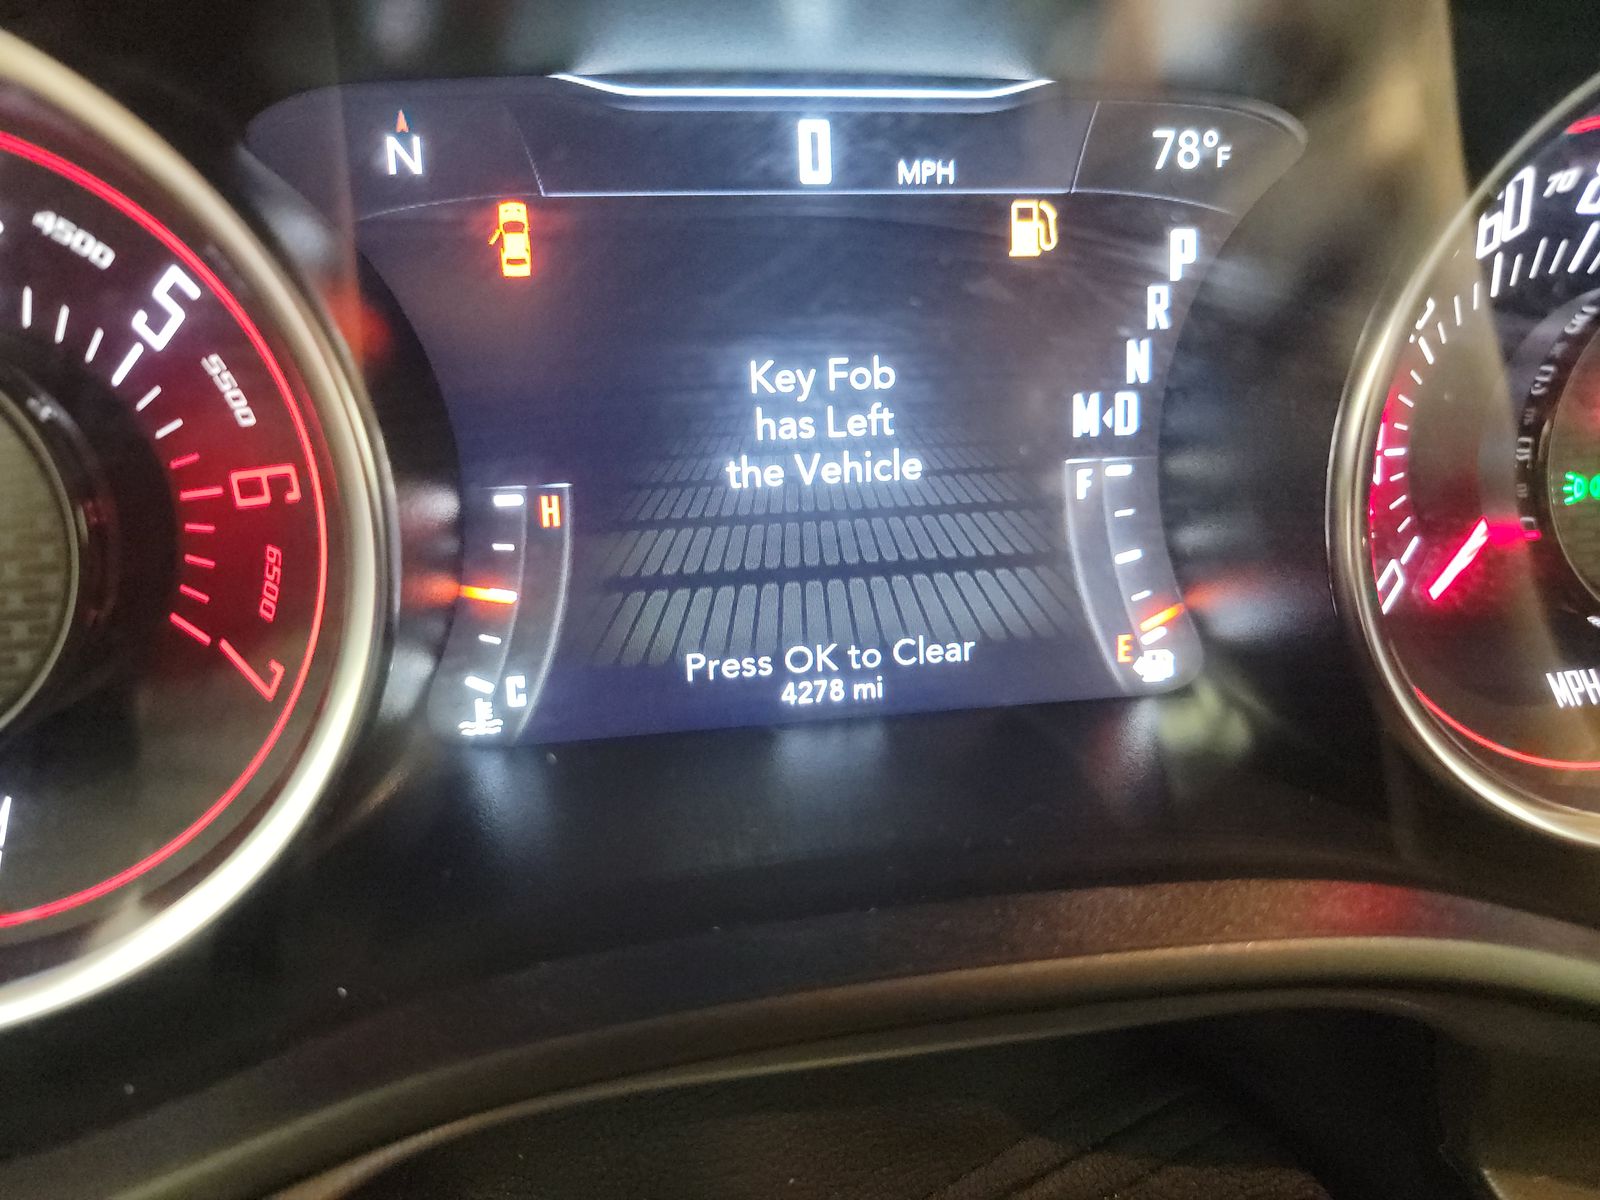 N
0 MPH
78°F
4500
5
5500
6
6500
7
P
R
N
M D
Key Fob
has Left
the Vehicle
H
C
F
E
Press OK to Clear
4278 mi
60
70
MPH